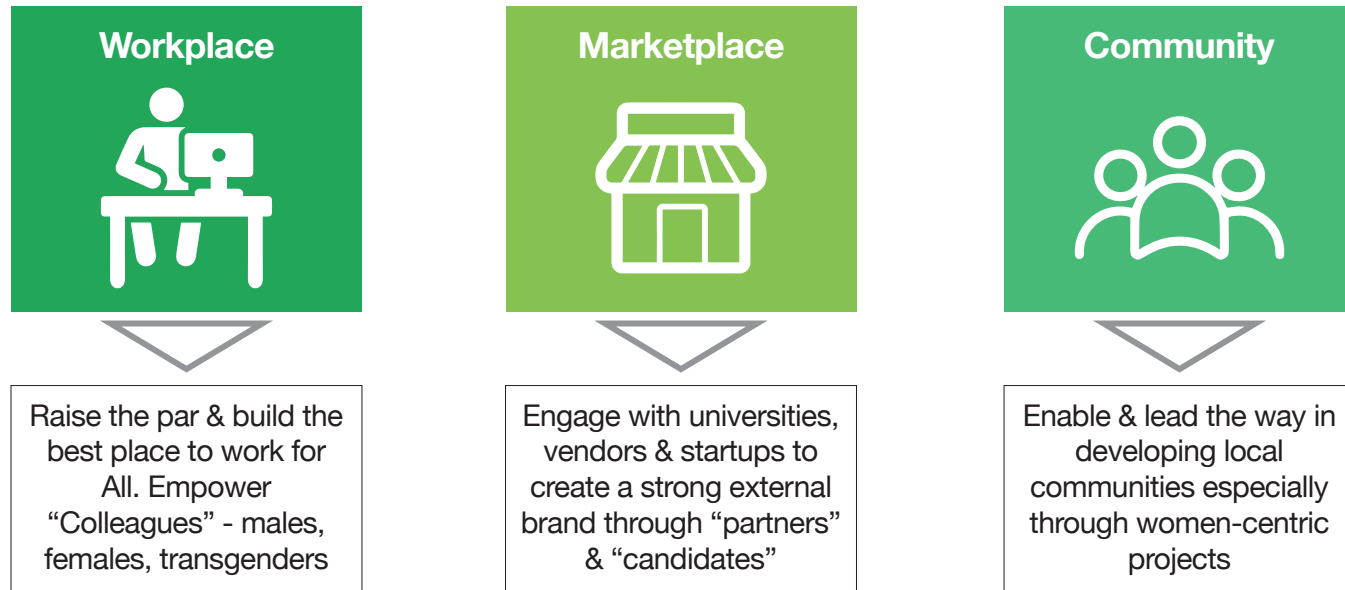 Workplace
Raise the par & build the
best place to work for
All. Empower
“Colleagues” - males,
females, transgenders
Marketplace
Engage with universities,
vendors & startups to
create a strong external
brand through “partners”
& “candidates”
Community
Enable & lead the way in
developing local
communities especially
through women-centric
projects